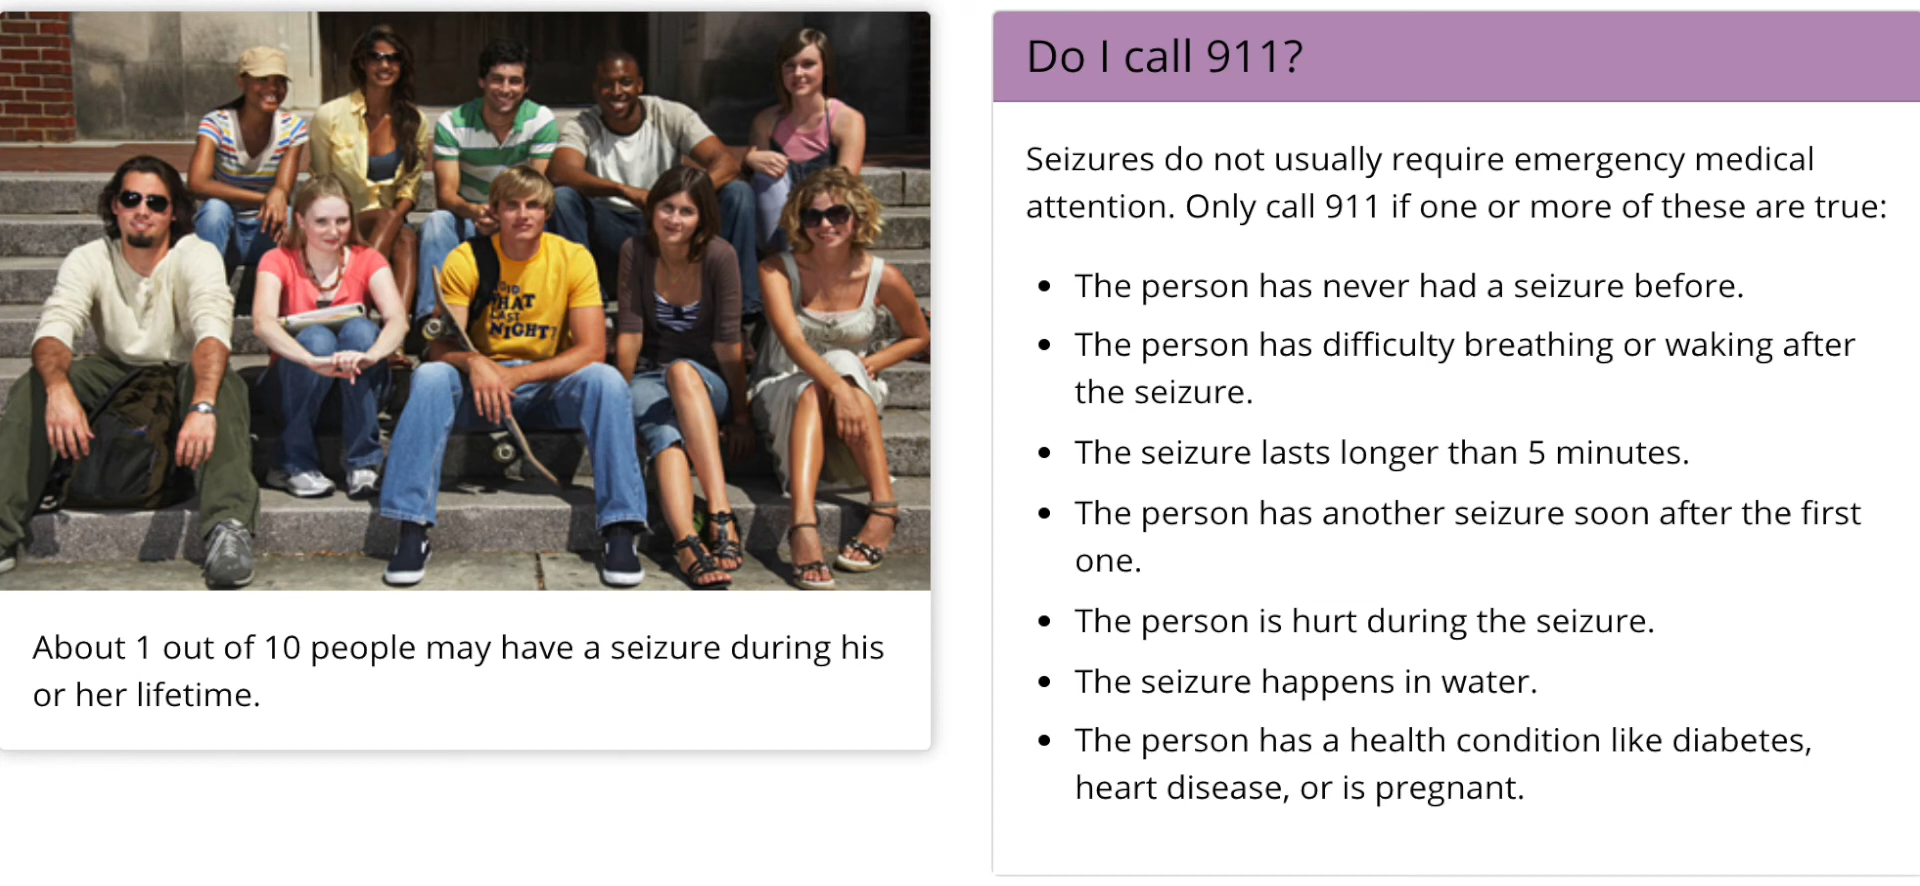 DID
WHAT
LAST
NIGHT?
About 1 out of 10 people may have a seizure during his
or her lifetime.
Do I call 911?
Seizures do not usually require emergency medical
attention. Only call 911 if one or more of these are true:
• The person has never had a seizure before.
• The person has difficulty breathing or waking after
the seizure.
• The seizure lasts longer than 5 minutes.
• The person has another seizure soon after the first
one.
• The person is hurt during the seizure.
• The seizure happens in water.
• The person has a health condition like diabetes,
heart disease, or is pregnant.